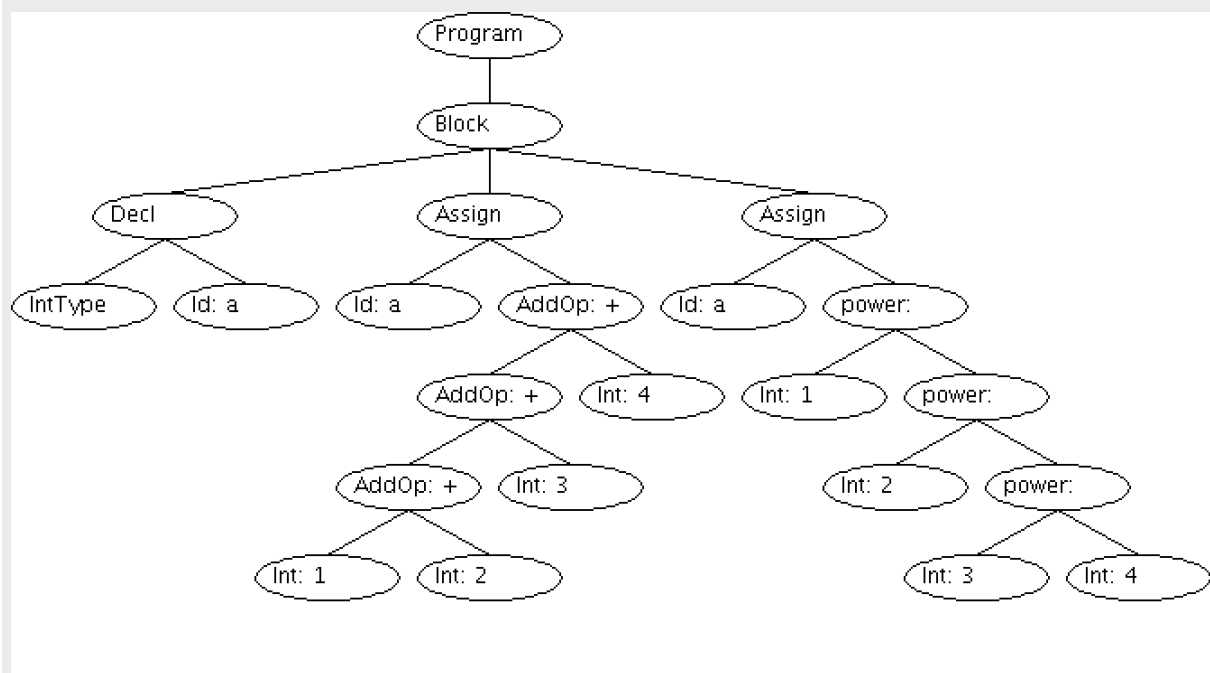 Program
Block
Decl Assign Assign
IntType Id: a Id: a AddOp: + Id: a power:
AddOp: + Int: 4 Int: 1 power:
AddOp: + Int: 3 Int: 2 power:
Int: 1 Int: 2 Int: 3 Int: 4